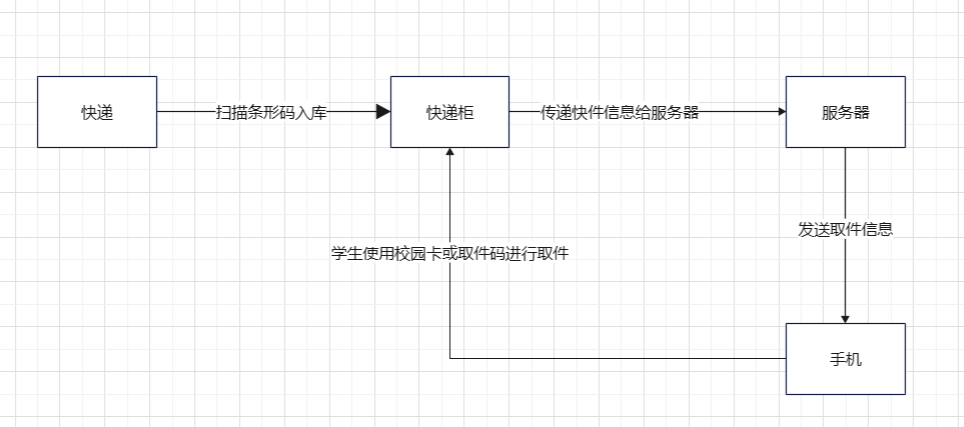 快递
扫描条形码入库
快递柜
传递快件信息给服务器
服务器
发送取件信息
学生使用校园卡或取件码进行取件
手机